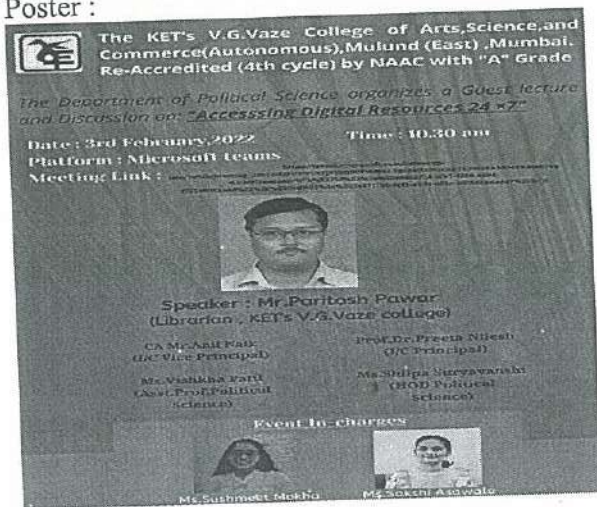 Poster :
The KET's V.G.Vaze College of Arts,Science,and
Commerce(Autonomous),Mulund (East) ,Mumbai.
Re-Accredited (4th cycle) by NAAC with "A" Grade
The Department of Political Science organizes a Guest lecture
and Discussion on: "Accesssing Digital Resources 24 ×7"
Date : 3rd February,2022
Time : 10.30 am
Platform : Microsoft teams
Meeting Link :
Speaker : Mr.Paritosh Pawar
(Librarian , KET's V.G.Vaze college)
CA Mr.Anil Naik
(I/C Vice Principal)
Prof.Dr.Preeta Nilesh
(I/C Principal)
Ms.Vishkha Patil
(Asst.Prof.Political
Science)
Ms.Shilpa Suryavanshi
(HOD Political
Science)
Event In-charges
Ms.Sushmeet Mokha
Ms.Sakshi Asawale